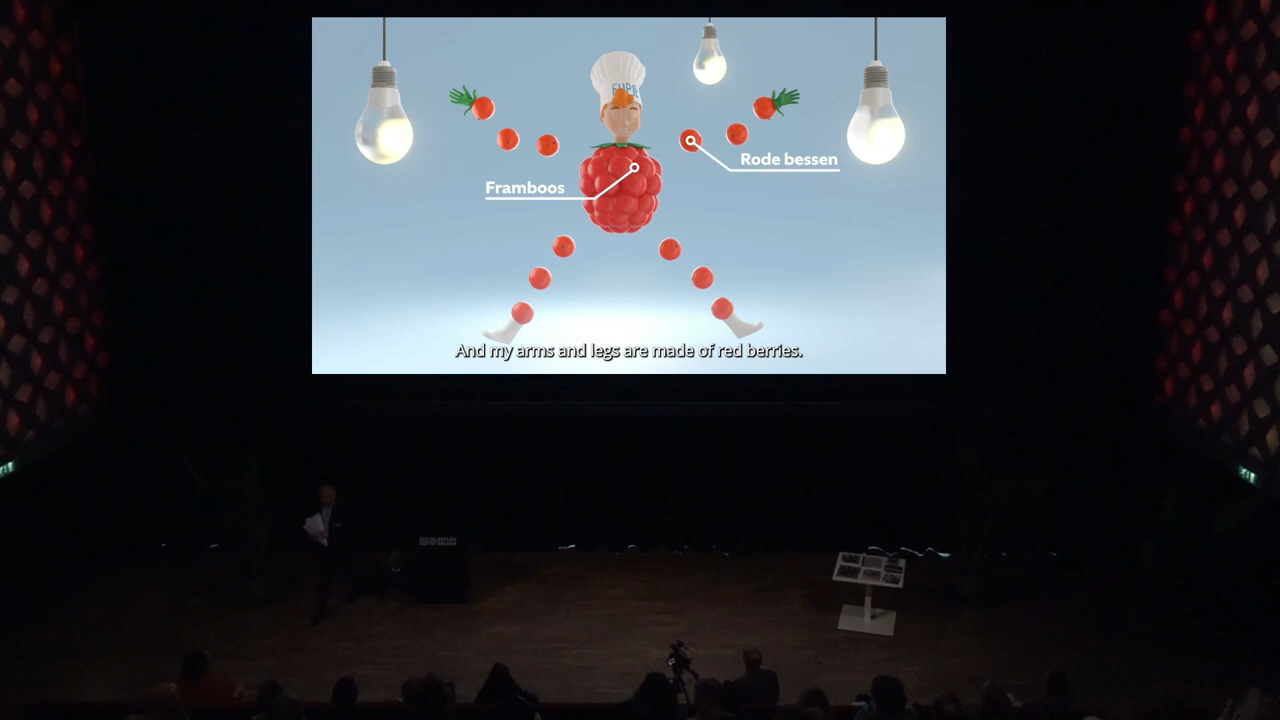 Rode bessen
Framboos
And my arms and legs are made of red berries.